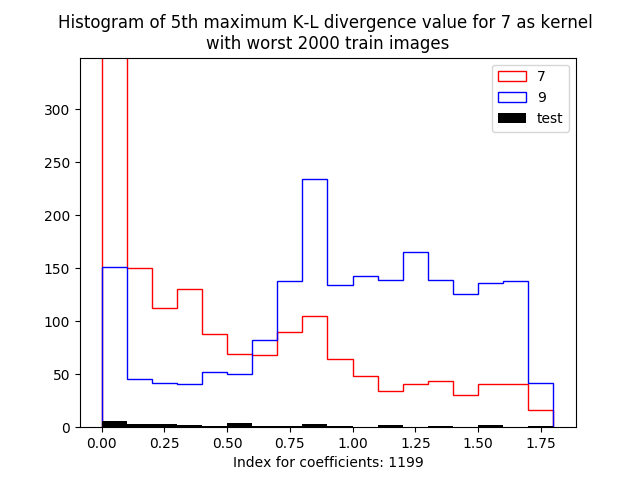 Histogram of 5th maximum K-L divergence value for 7 as kernel
with worst 2000 train images
7
9
test
300
250
200
150
100
50
0
0.00 0.25 0.50 0.75 1.00 1.25 1.50 1.75
Index for coefficients: 1199